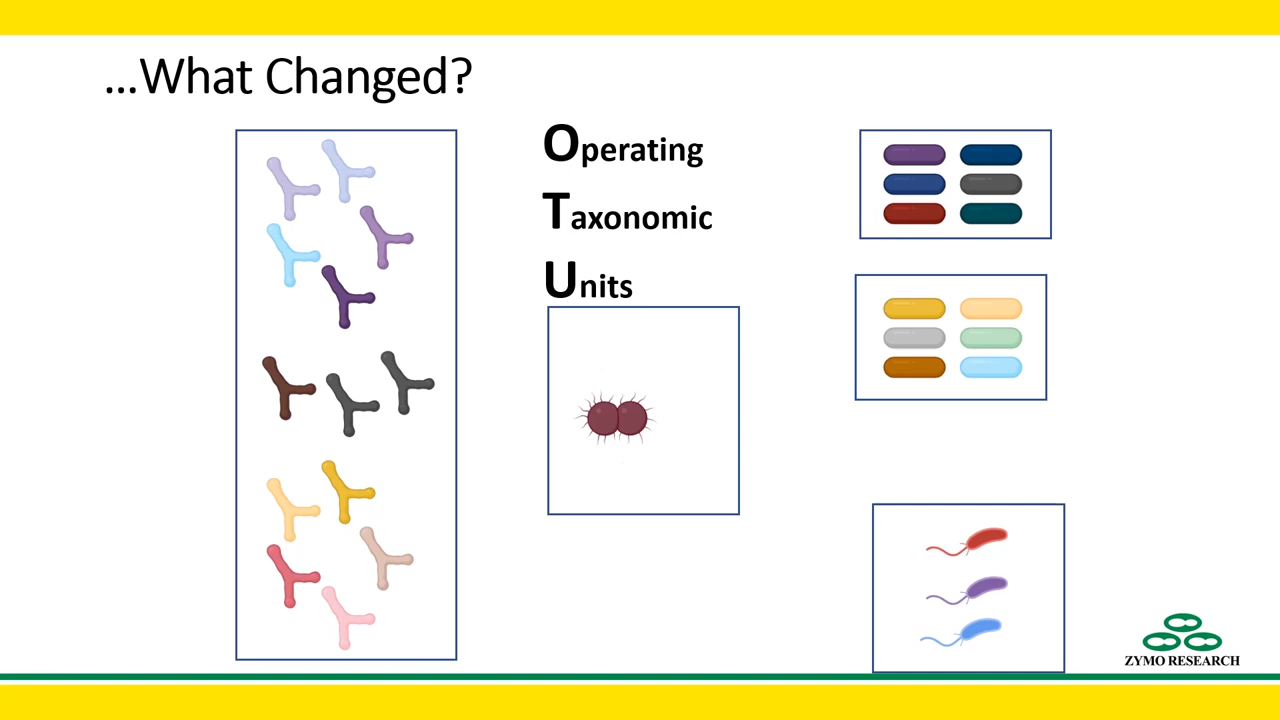 ...What Changed?
Operating
Taxonomic
Units
ZYMO RESEARCH